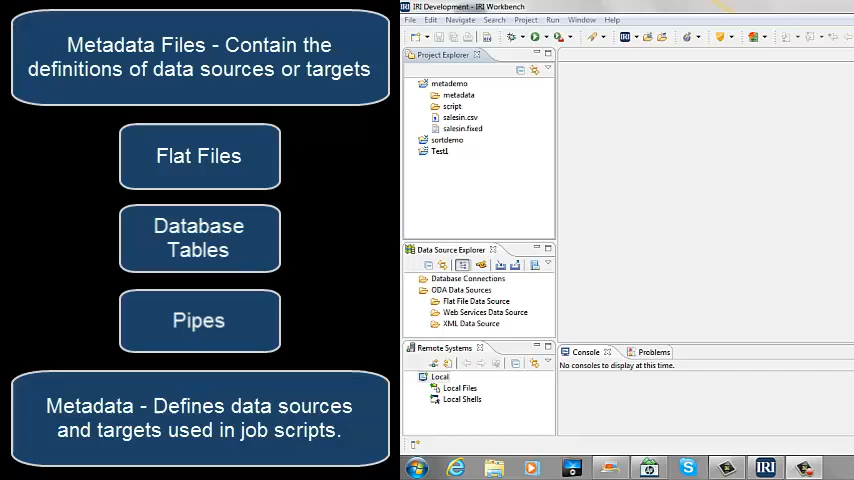 Metadata Files - Contain the
definitions of data sources or targets
Flat Files
Database
Tables
Pipes
Metadata - Defines data sources
and targets used in job scripts.
IRI Development - IRI Workbench
File Edit Navigate Search Project Run Window Help
Project Explorer
metademo
metadata
script
salesin.csv
salesin.fixed
sortdemo
Test1
Data Source Explorer
Database Connections
ODA Data Sources
Flat File Data Source
Web Services Data Source
XML Data Source
Remote Systems
Local
Local Files
Local Shells
Console Problems
No consoles to display at this time.
IRI